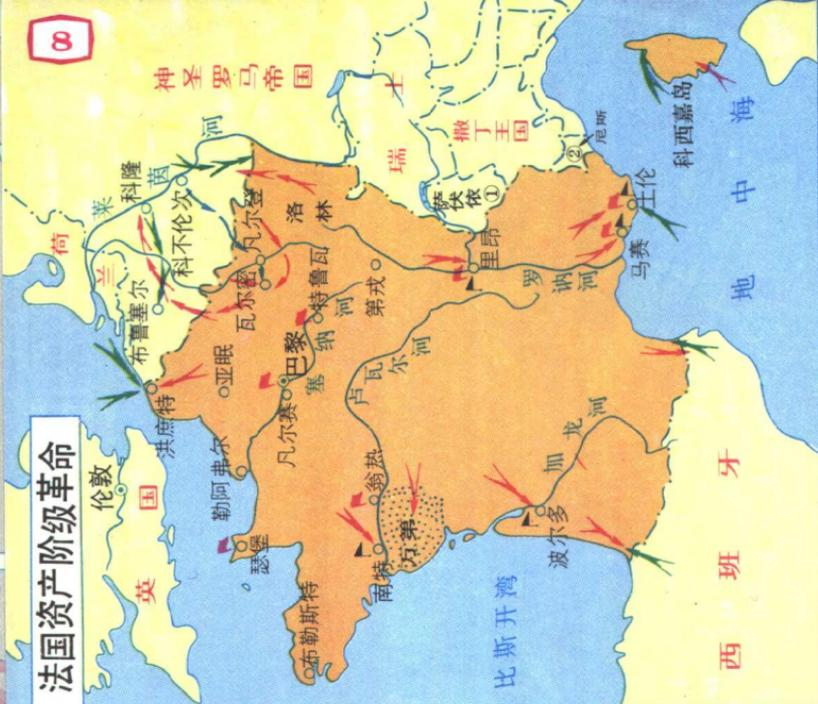 法国资产阶级革命
8
英国
伦敦
荷兰
神圣罗马帝国
瑞士
撒丁王国
萨伏依
①
②
尼斯
科西嘉岛
地中海
西班牙
比斯开湾
莱茵河
科隆
科不伦次
布鲁塞尔
洪庶特
亚眠
瓦尔密
凡尔登
洛林
巴黎
凡尔赛
塞纳河
特鲁瓦
第戎
勒阿弗尔
瑟堡
布勒斯特
南特
翁热
卢瓦尔河
里昂
罗讷河
马赛
土伦
波尔多
加龙河